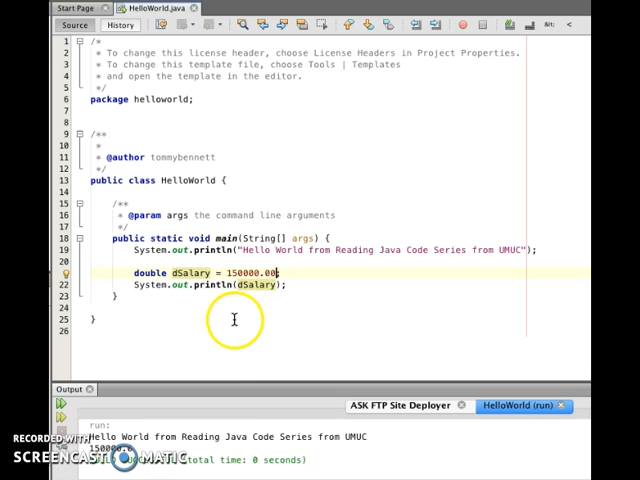 Start Page
HelloWorld.java
Source
History
1 /*
2 * To change this license header, choose License Headers in Project Properties.
3 * To change this template file, choose Tools | Templates
4 * and open the template in the editor.
5 */
6 package helloworld;
7
8
9 /**
10 *
11 * @author tommybennett
12 */
13 public class HelloWorld {
14
15 /**
16 * @param args the command line arguments
17 */
18 public static void main(String[] args) {
19 System.out.println("Hello World from Reading Java Code Series from UMUC");
20
double dSalary = 150000.00;
22 System.out.println(dSalary);
23 }
24
25 }
26
Output
ASK FTP Site Deployer
HelloWorld (run)
run:
Hello World from Reading Java Code Series from UMUC
150000.
total time: 0 seconds)
RECORDED WITH
SCREENCAST MATIC